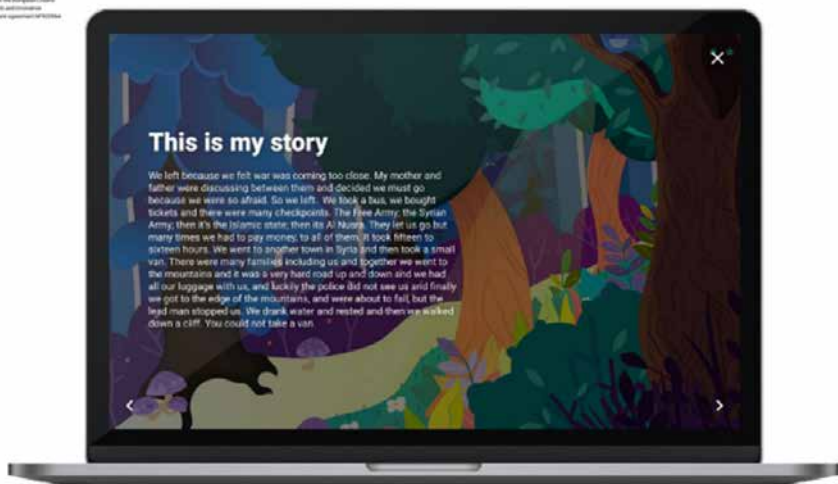 This is my story
We left because we felt war was coming too close. My mother and
father were discussing between them and decided we must go
because we were so afraid. So we left. We took a bus, we bought
tickets and there were many checkpoints. The Free Army; the Syrian
Army; then it's the Islamic state; then its Al Nusra. They let us go but
many times we had to pay money, to all of them. It took fifteen to
sixteen hours. We went to another town in Syria and then took a small
van. There were many families including us and together we went to
the mountains and it was a very hard road up and down and we had
all our luggage with us, and luckily the police did not see us and finally
we got to the edge of the mountains, and were about to fall, but the
lead man stopped us. We drank water and rested and then we walked
down a cliff. You could not take a van